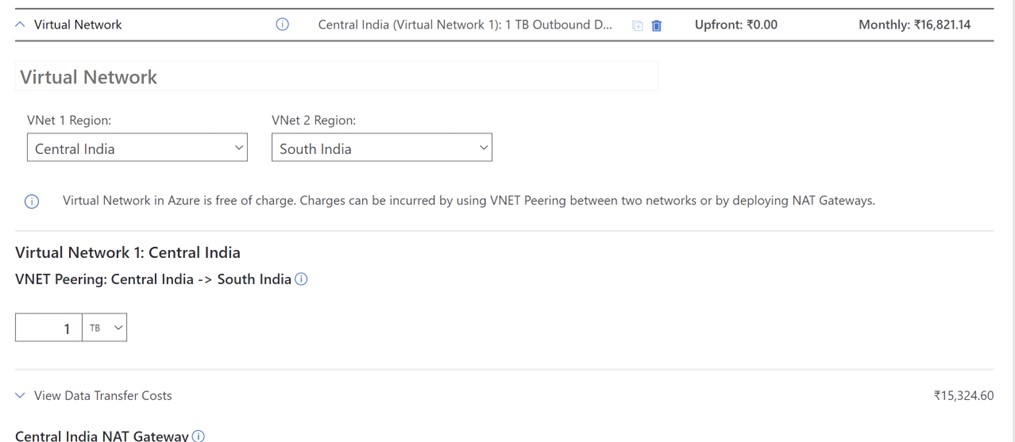 Virtual Network Central India (Virtual Network 1): 1 TB Outbound D... Upfront: ₹0.00 Monthly: ₹16,821.14
Virtual Network
VNet 1 Region: VNet 2 Region:
Central India South India
Virtual Network in Azure is free of charge. Charges can be incurred by using VNET Peering between two networks or by deploying NAT Gateways.
Virtual Network 1: Central India
VNET Peering: Central India -> South India
1 TB
View Data Transfer Costs ₹15,324.60
Central India NAT Gateway